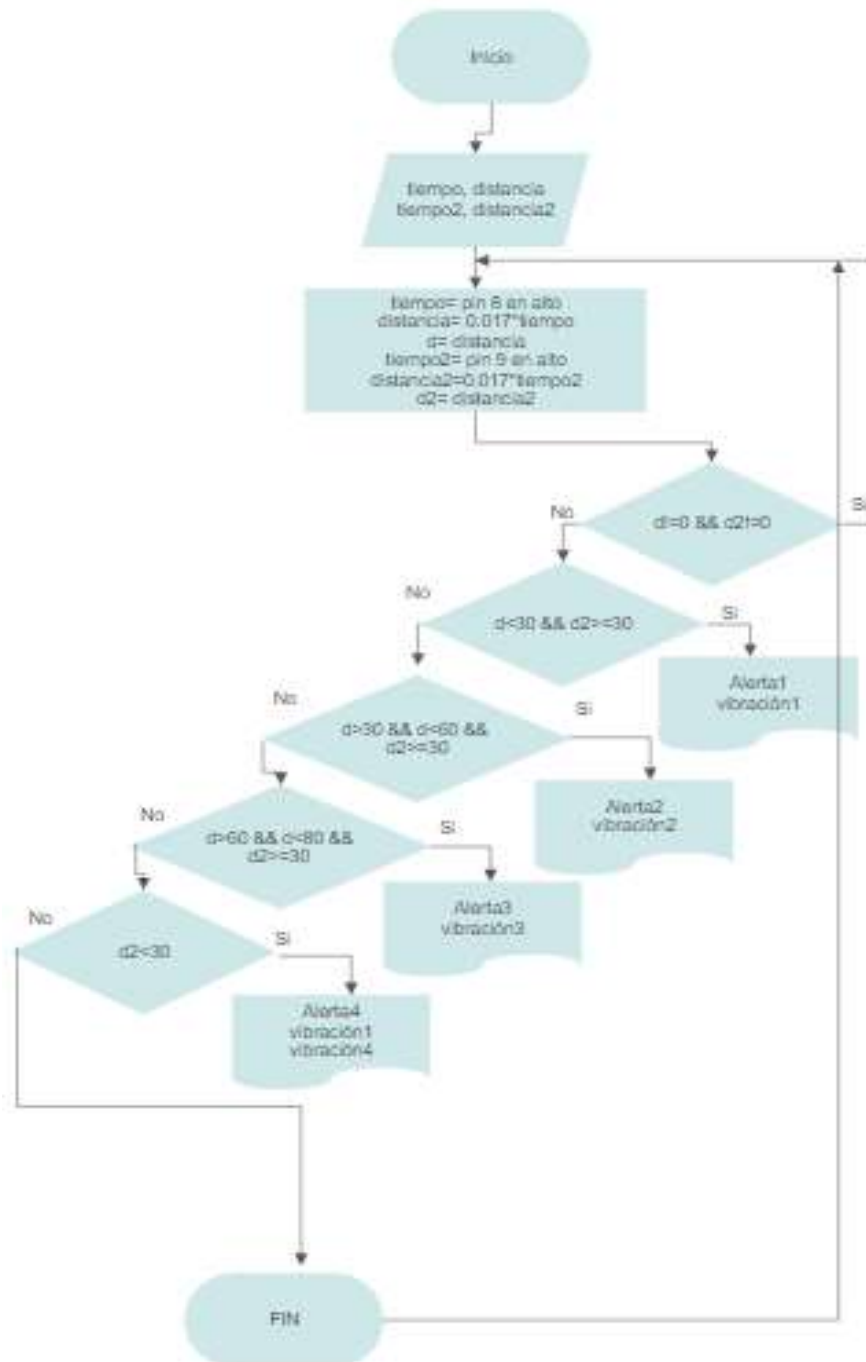 Inicio
tiempo, distancia
tiempo2, distancia2
tiempo= pin 8 en alto
distancia= 0.017*tiempo
d= distancia
tiempo2= pin 9 en alto
distancia2=0.017*tiempo2
d2= distancia2
d!=0 && d2!=0
No
Si
d<30 && d2>=30
No
Si
Alerta1
vibración1
d>30 && d<60 &&
d2>=30
No
Si
Alerta2
vibración2
d>60 && d<80 &&
d2>=30
No
Si
Alerta3
vibración3
d2<30
No
Si
Alerta4
vibración1
vibración4
FIN